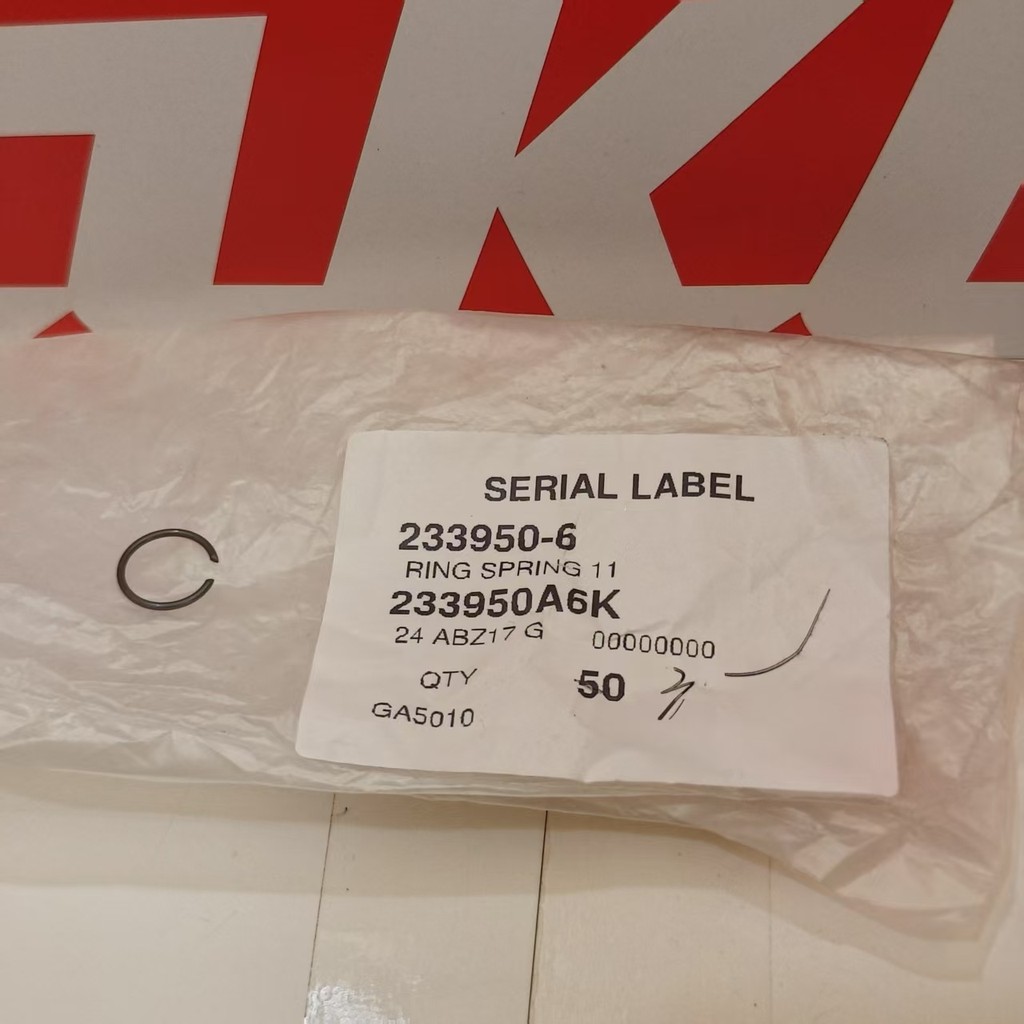 SERIAL LABEL
233950-6
RING SPRING 11
233950A6K
24 ABZ17 G 00000000
QTY 50
GA5010